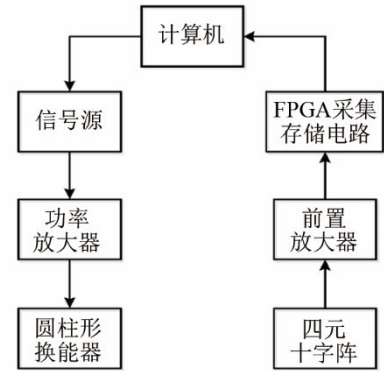 计算机
信号源
FPGA采集
存储电路
功率
放大器
前置
放大器
圆柱形
换能器
四元
十字阵